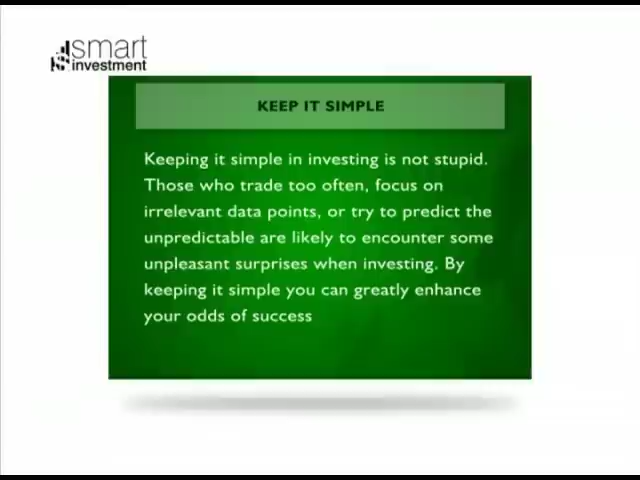 smart
investment
KEEP IT SIMPLE
Keeping it simple in investing is not stupid.
Those who trade too often, focus on
irrelevant data points, or try to predict the
unpredictable are likely to encounter some
unpleasant surprises when investing. By
keeping it simple you can greatly enhance
your odds of success